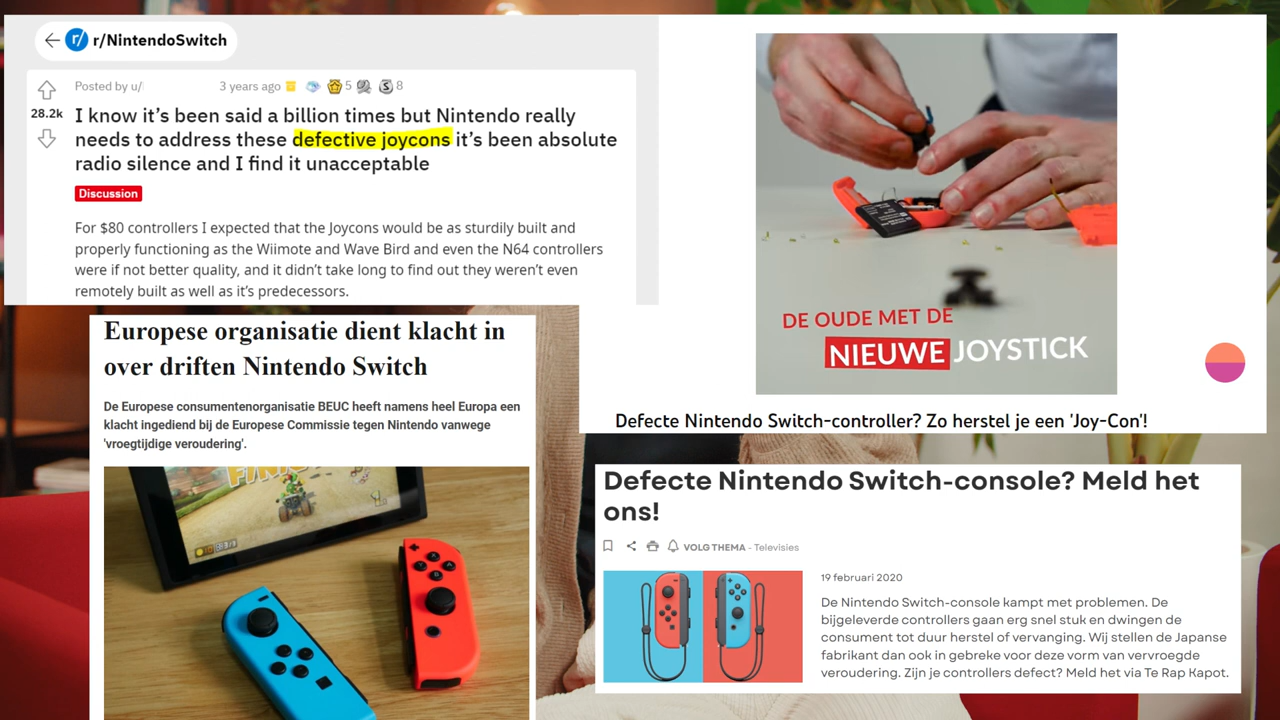 r/NintendoSwitch
Posted by u/ 3 years ago 5 8
28.2k
I know it’s been said a billion times but Nintendo really
needs to address these defective joycons it’s been absolute
radio silence and I find it unacceptable
Discussion
For $80 controllers I expected that the Joycons would be as sturdily built and
properly functioning as the Wiimote and Wave Bird and even the N64 controllers
were if not better quality, and it didn’t take long to find out they weren’t even
remotely built as well as it’s predecessors.
DE OUDE MET DE
NIEUWE JOYSTICK
Defecte Nintendo Switch-controller? Zo herstel je een 'Joy-Con'!
Europese organisatie dient klacht in
over driften Nintendo Switch
De Europese consumentenorganisatie BEUC heeft namens heel Europa een
klacht ingediend bij de Europese Commissie tegen Nintendo vanwege
'vroegtijdige veroudering'.
Defecte Nintendo Switch-console? Meld het
ons!
VOLG THEMA - Televisies
19 februari 2020
De Nintendo Switch-console kampt met problemen. De
bijgeleverde controllers gaan erg snel stuk en dwingen de
consument tot duur herstel of vervanging. Wij stellen de Japanse
fabrikant dan ook in gebreke voor deze vorm van vervroegde
veroudering. Zijn je controllers defect? Meld het via Te Rap Kapot.